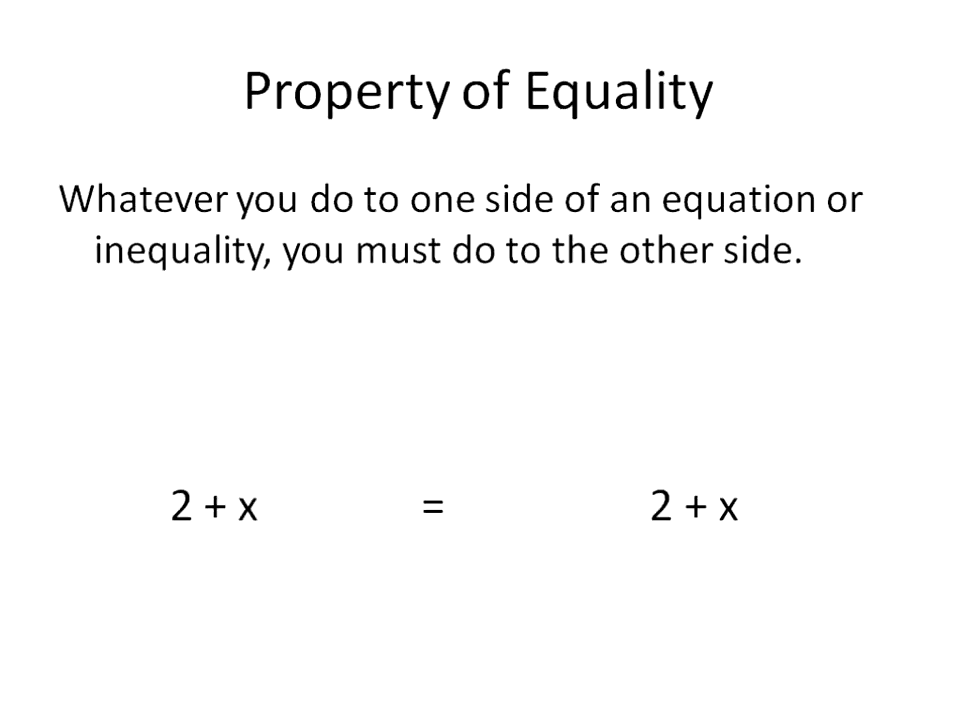 Property of Equality
Whatever you do to one side of an equation or
inequality, you must do to the other side.
2 + x = 2 + x